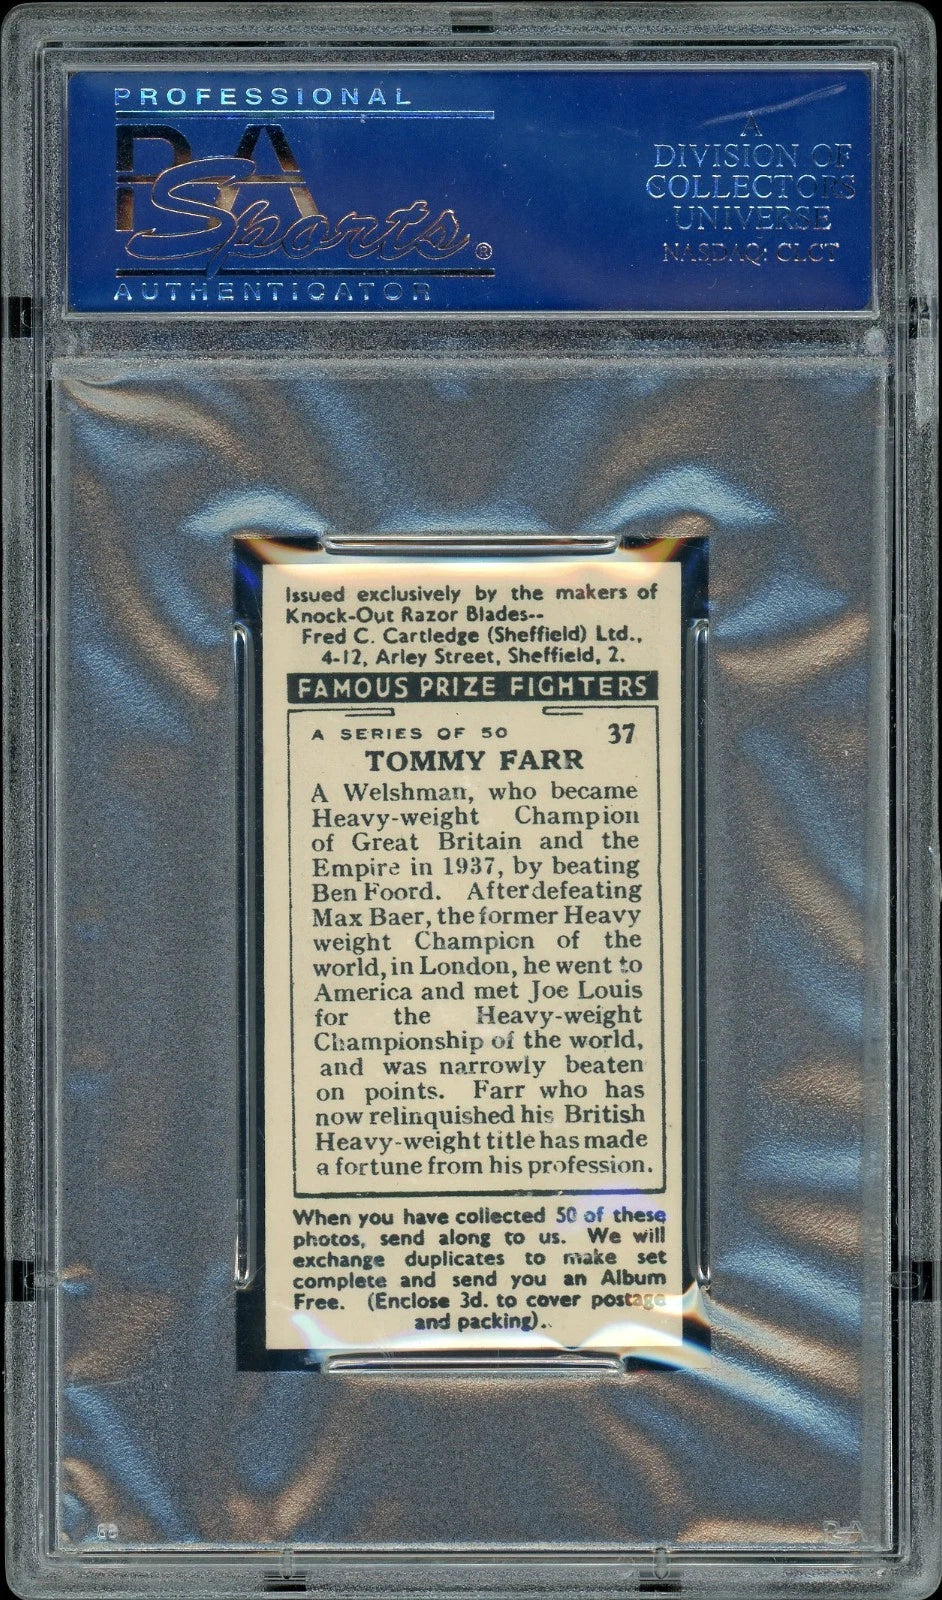 PROFESSIONAL
PSA
Sports®
AUTHENTICATOR
A
DIVISION OF
COLLECTORS
UNIVERSE
NASDAQ: CLCT
Issued exclusively by the makers of
Knock-Out Razor Blades--
Fred C. Cartledge (Sheffield) Ltd.,
4-12, Arley Street, Sheffield, 2.
FAMOUS PRIZE FIGHTERS
A SERIES OF 50 37
TOMMY FARR
A Welshman, who became
Heavy-weight Champion
of Great Britain and the
Empire in 1937, by beating
Ben Foord. After defeating
Max Baer, the former Heavy
weight Champion of the
world, in London, he went to
America and met Joe Louis
for the Heavy-weight
Championship of the world,
and was narrowly beaten
on points. Farr who has
now relinquished his British
Heavy-weight title has made
a fortune from his profession.
When you have collected 50 of these
photos, send along to us. We will
exchange duplicates to make set
complete and send you an Album
Free. (Enclose 3d. to cover postage
and packing).